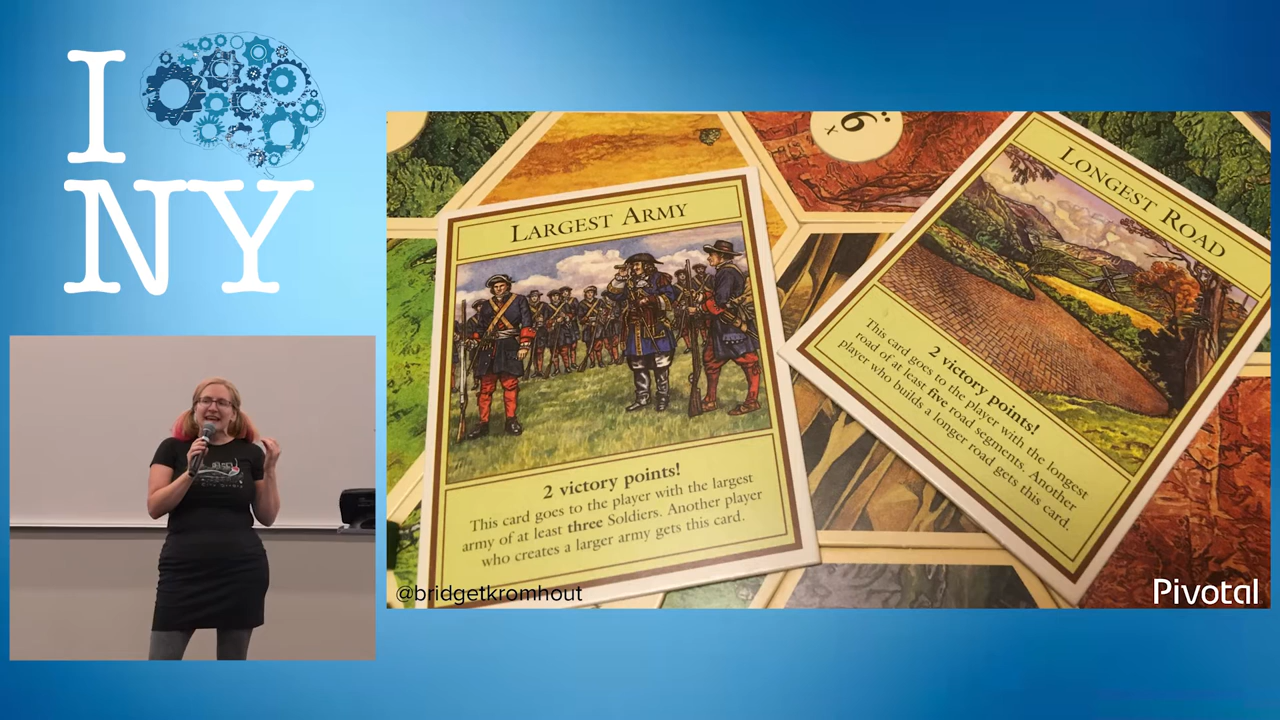 I
NY
LARGEST ARMY
2 victory points!
This card goes to the player with the largest
army of at least three Soldiers. Another player
who creates a larger army gets this card.
LONGEST ROAD
2 victory points!
This card goes to the player with the longest
road of at least five road segments. Another
player who builds a longer road gets this card.
6
@bridgetkromhout
Pivotal